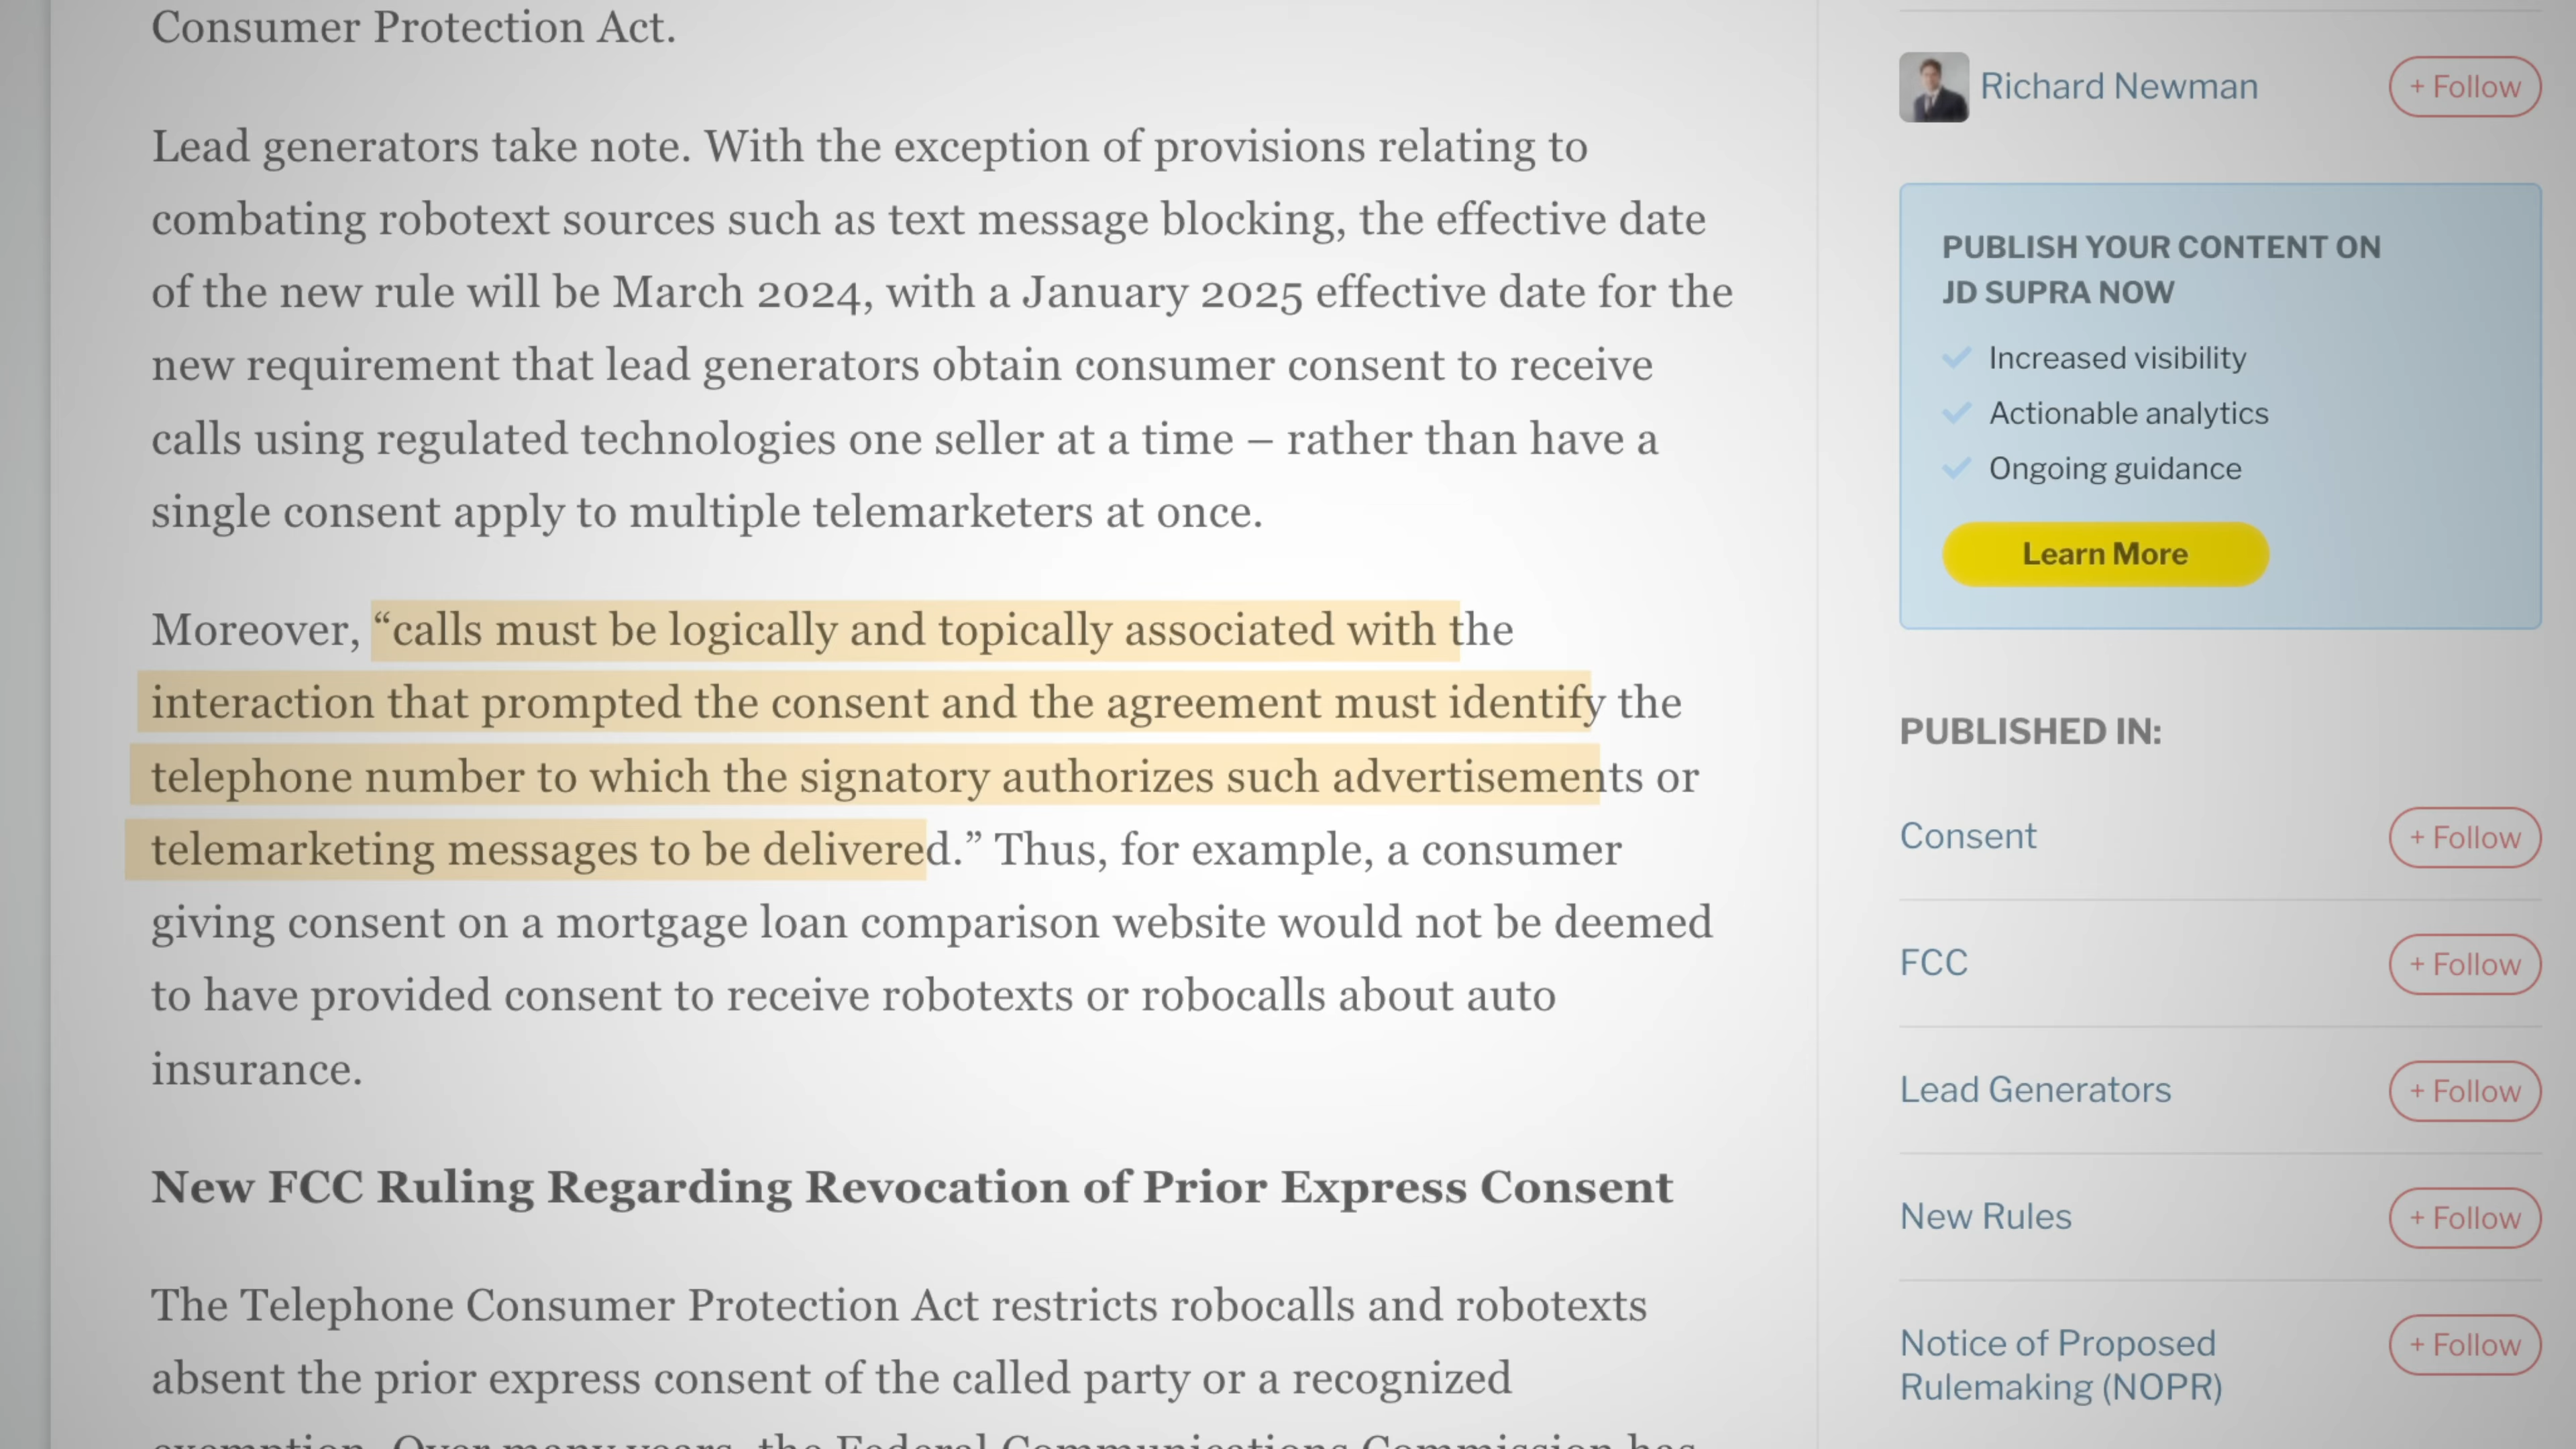 Consumer Protection Act.
Lead generators take note. With the exception of provisions relating to
combating robotext sources such as text message blocking, the effective date
of the new rule will be March 2024, with a January 2025 effective date for the
new requirement that lead generators obtain consumer consent to receive
calls using regulated technologies one seller at a time – rather than have a
single consent apply to multiple telemarketers at once.
Moreover, “calls must be logically and topically associated with the
interaction that prompted the consent and the agreement must identify the
telephone number to which the signatory authorizes such advertisements or
telemarketing messages to be delivered.” Thus, for example, a consumer
giving consent on a mortgage loan comparison website would not be deemed
to have provided consent to receive robotexts or robocalls about auto
insurance.
New FCC Ruling Regarding Revocation of Prior Express Consent
The Telephone Consumer Protection Act restricts robocalls and robotexts
absent the prior express consent of the called party or a recognized
exemption. Over many years, the Federal Communications Commission has
Richard Newman
+ Follow
PUBLISH YOUR CONTENT ON
JD SUPRA NOW
Increased visibility
Actionable analytics
Ongoing guidance
Learn More
PUBLISHED IN:
Consent
+ Follow
FCC
+ Follow
Lead Generators
+ Follow
New Rules
+ Follow
Notice of Proposed
Rulemaking (NOPR)
+ Follow